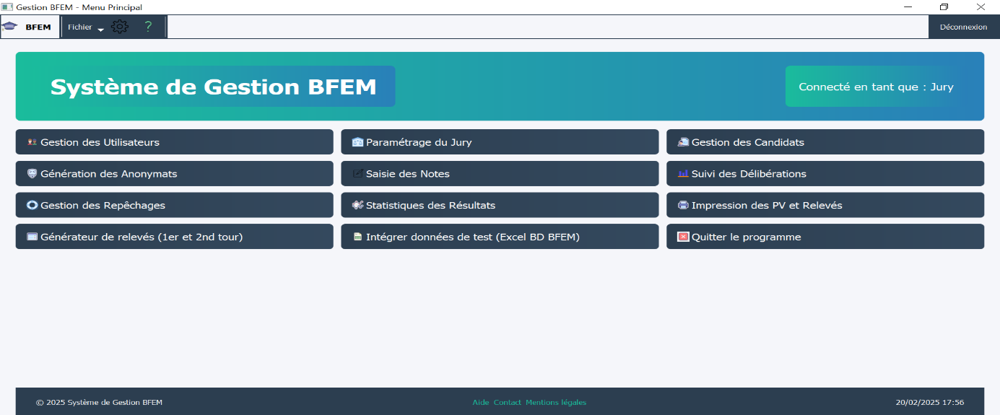 Gestion BFEM - Menu Principal
BFEM Fichier ? Déconnexion
Système de Gestion BFEM
Connecté en tant que : Jury
Gestion des Utilisateurs
Paramétrage du Jury
Gestion des Candidats
Génération des Anonymats
Saisie des Notes
Suivi des Délibérations
Gestion des Repêchages
Statistiques des Résultats
Impression des PV et Relevés
Générateur de relevés (1er et 2nd tour)
Intégrer données de test (Excel BD BFEM)
Quitter le programme
© 2025 Système de Gestion BFEM
Aide Contact Mentions légales
20/02/2025 17:56